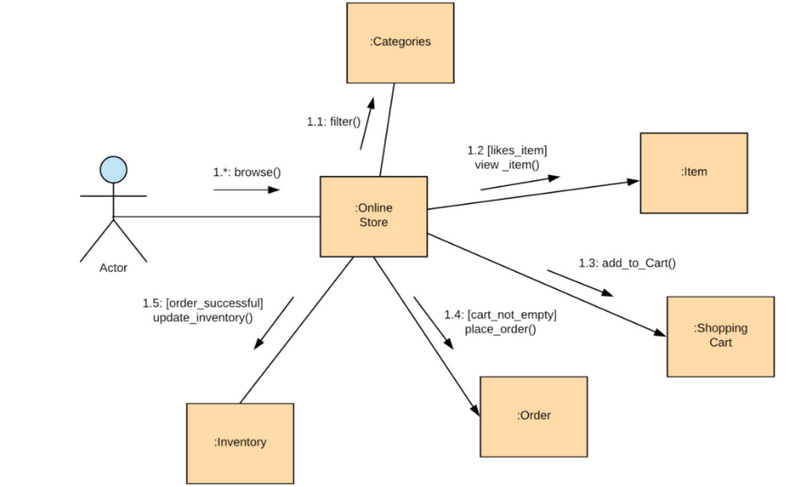 :Categories
1.1: filter()
1.2 [likes_item]
view _item()
:Item
1.*: browse()
:Online
Store
Actor
1.3: add_to_Cart()
1.5: [order_successful]
update_inventory()
1.4: [cart_not_empty]
place_order()
:Shopping
Cart
:Order
:Inventory